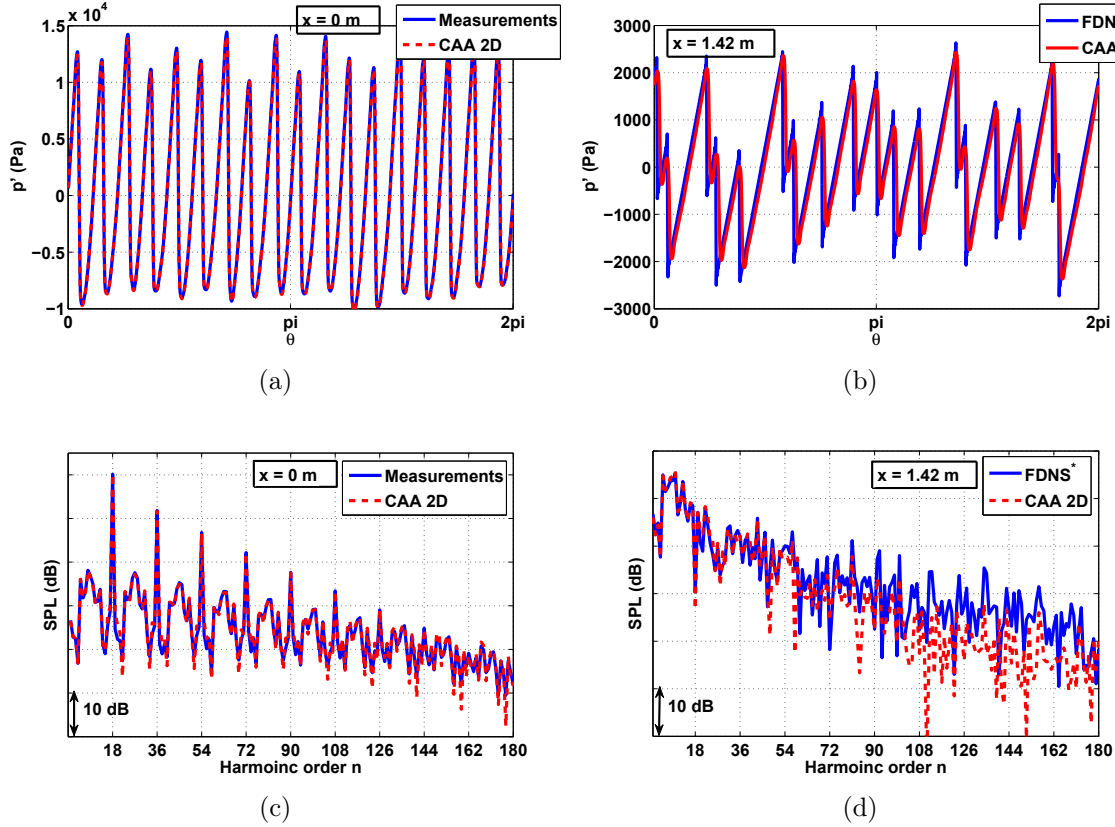 x 10^4
1.5
1
0.5
0
−0.5
−1
p' (Pa)
x = 0 m
Measurements
CAA 2D
0
pi
2pi
θ
(a)
3000
2000
1000
0
−1000
−2000
−3000
p' (Pa)
x = 1.42 m
FDN
CAA
0
pi
2pi
θ
(b)
SPL (dB)
x = 0 m
Measurements
CAA 2D
10 dB
18 36 54 72 90 108 126 144 162 180
Harmoinc order n
(c)
SPL (dB)
x = 1.42 m
FDNS*
CAA 2D
10 dB
18 36 54 72 90 108 126 144 162 180
Harmoinc order n
(d)